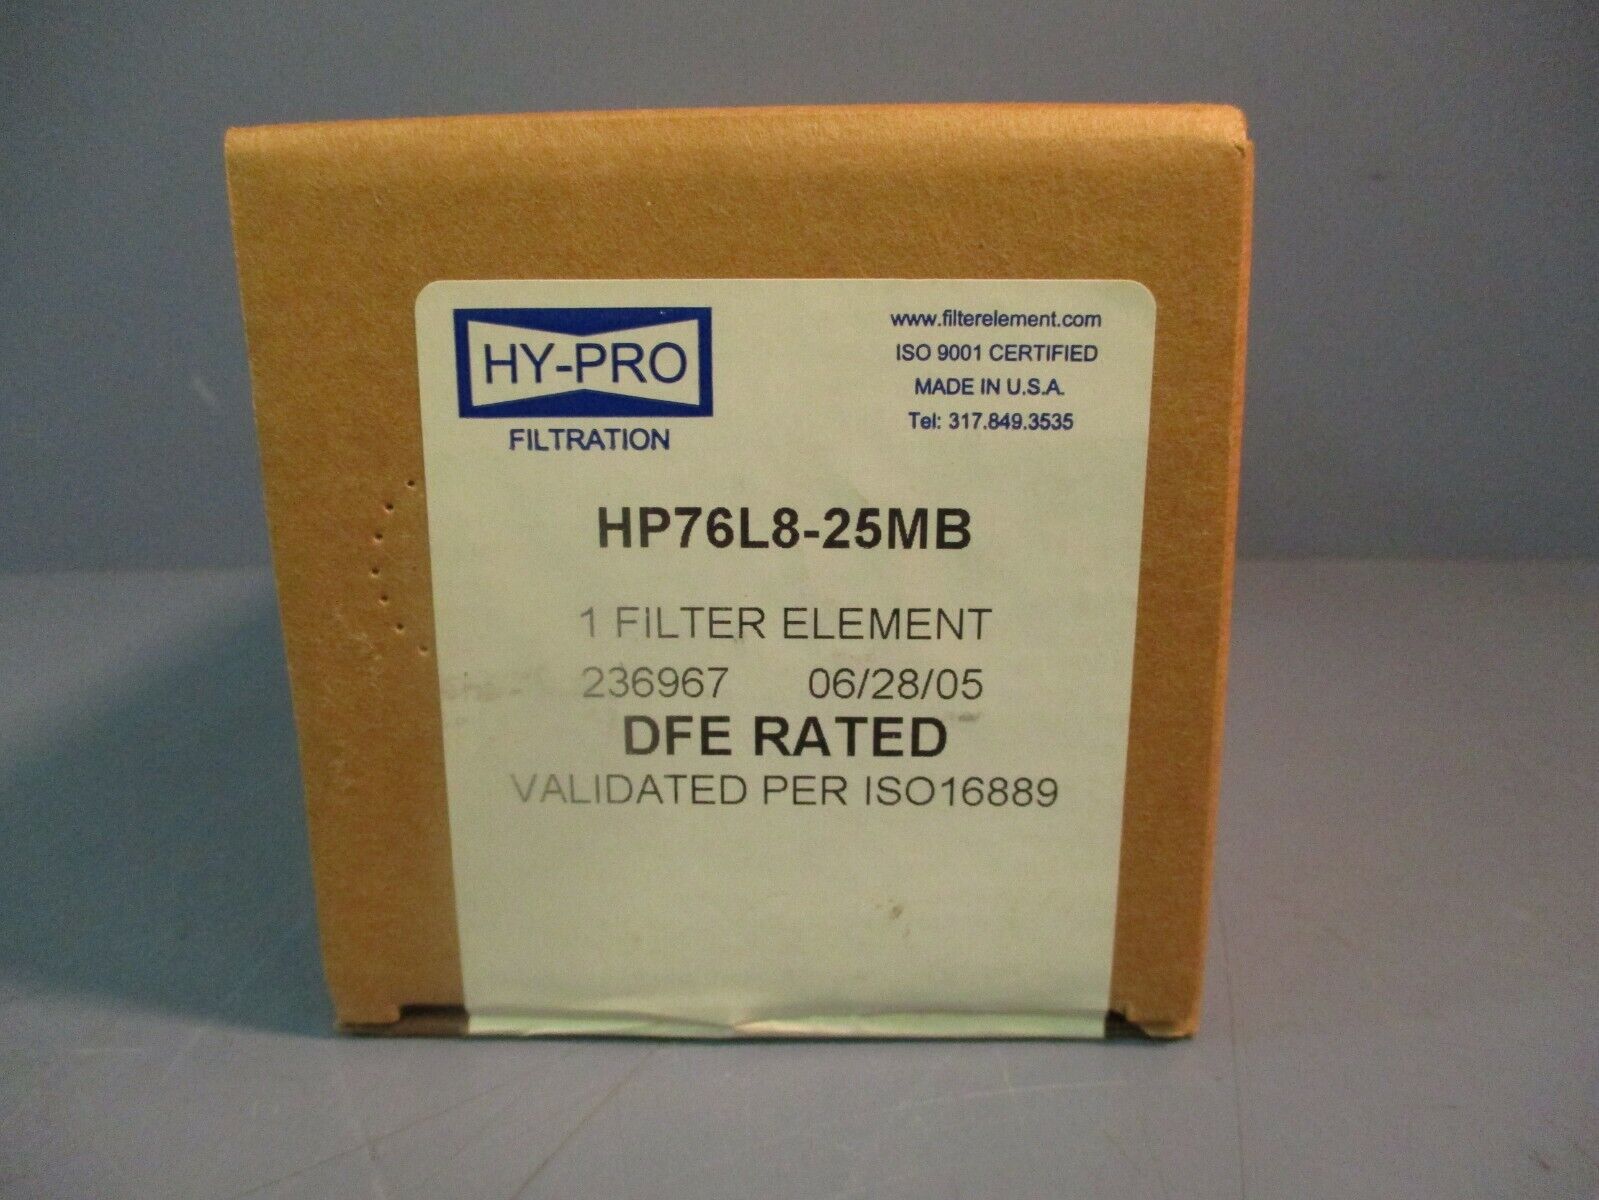 HY-PRO
FILTRATION
www.filterelement.com
ISO 9001 CERTIFIED
MADE IN U.S.A.
Tel: 317.849.3535
HP76L8-25MB
1 FILTER ELEMENT
236967 06/28/05
DFE RATED
VALIDATED PER ISO16889